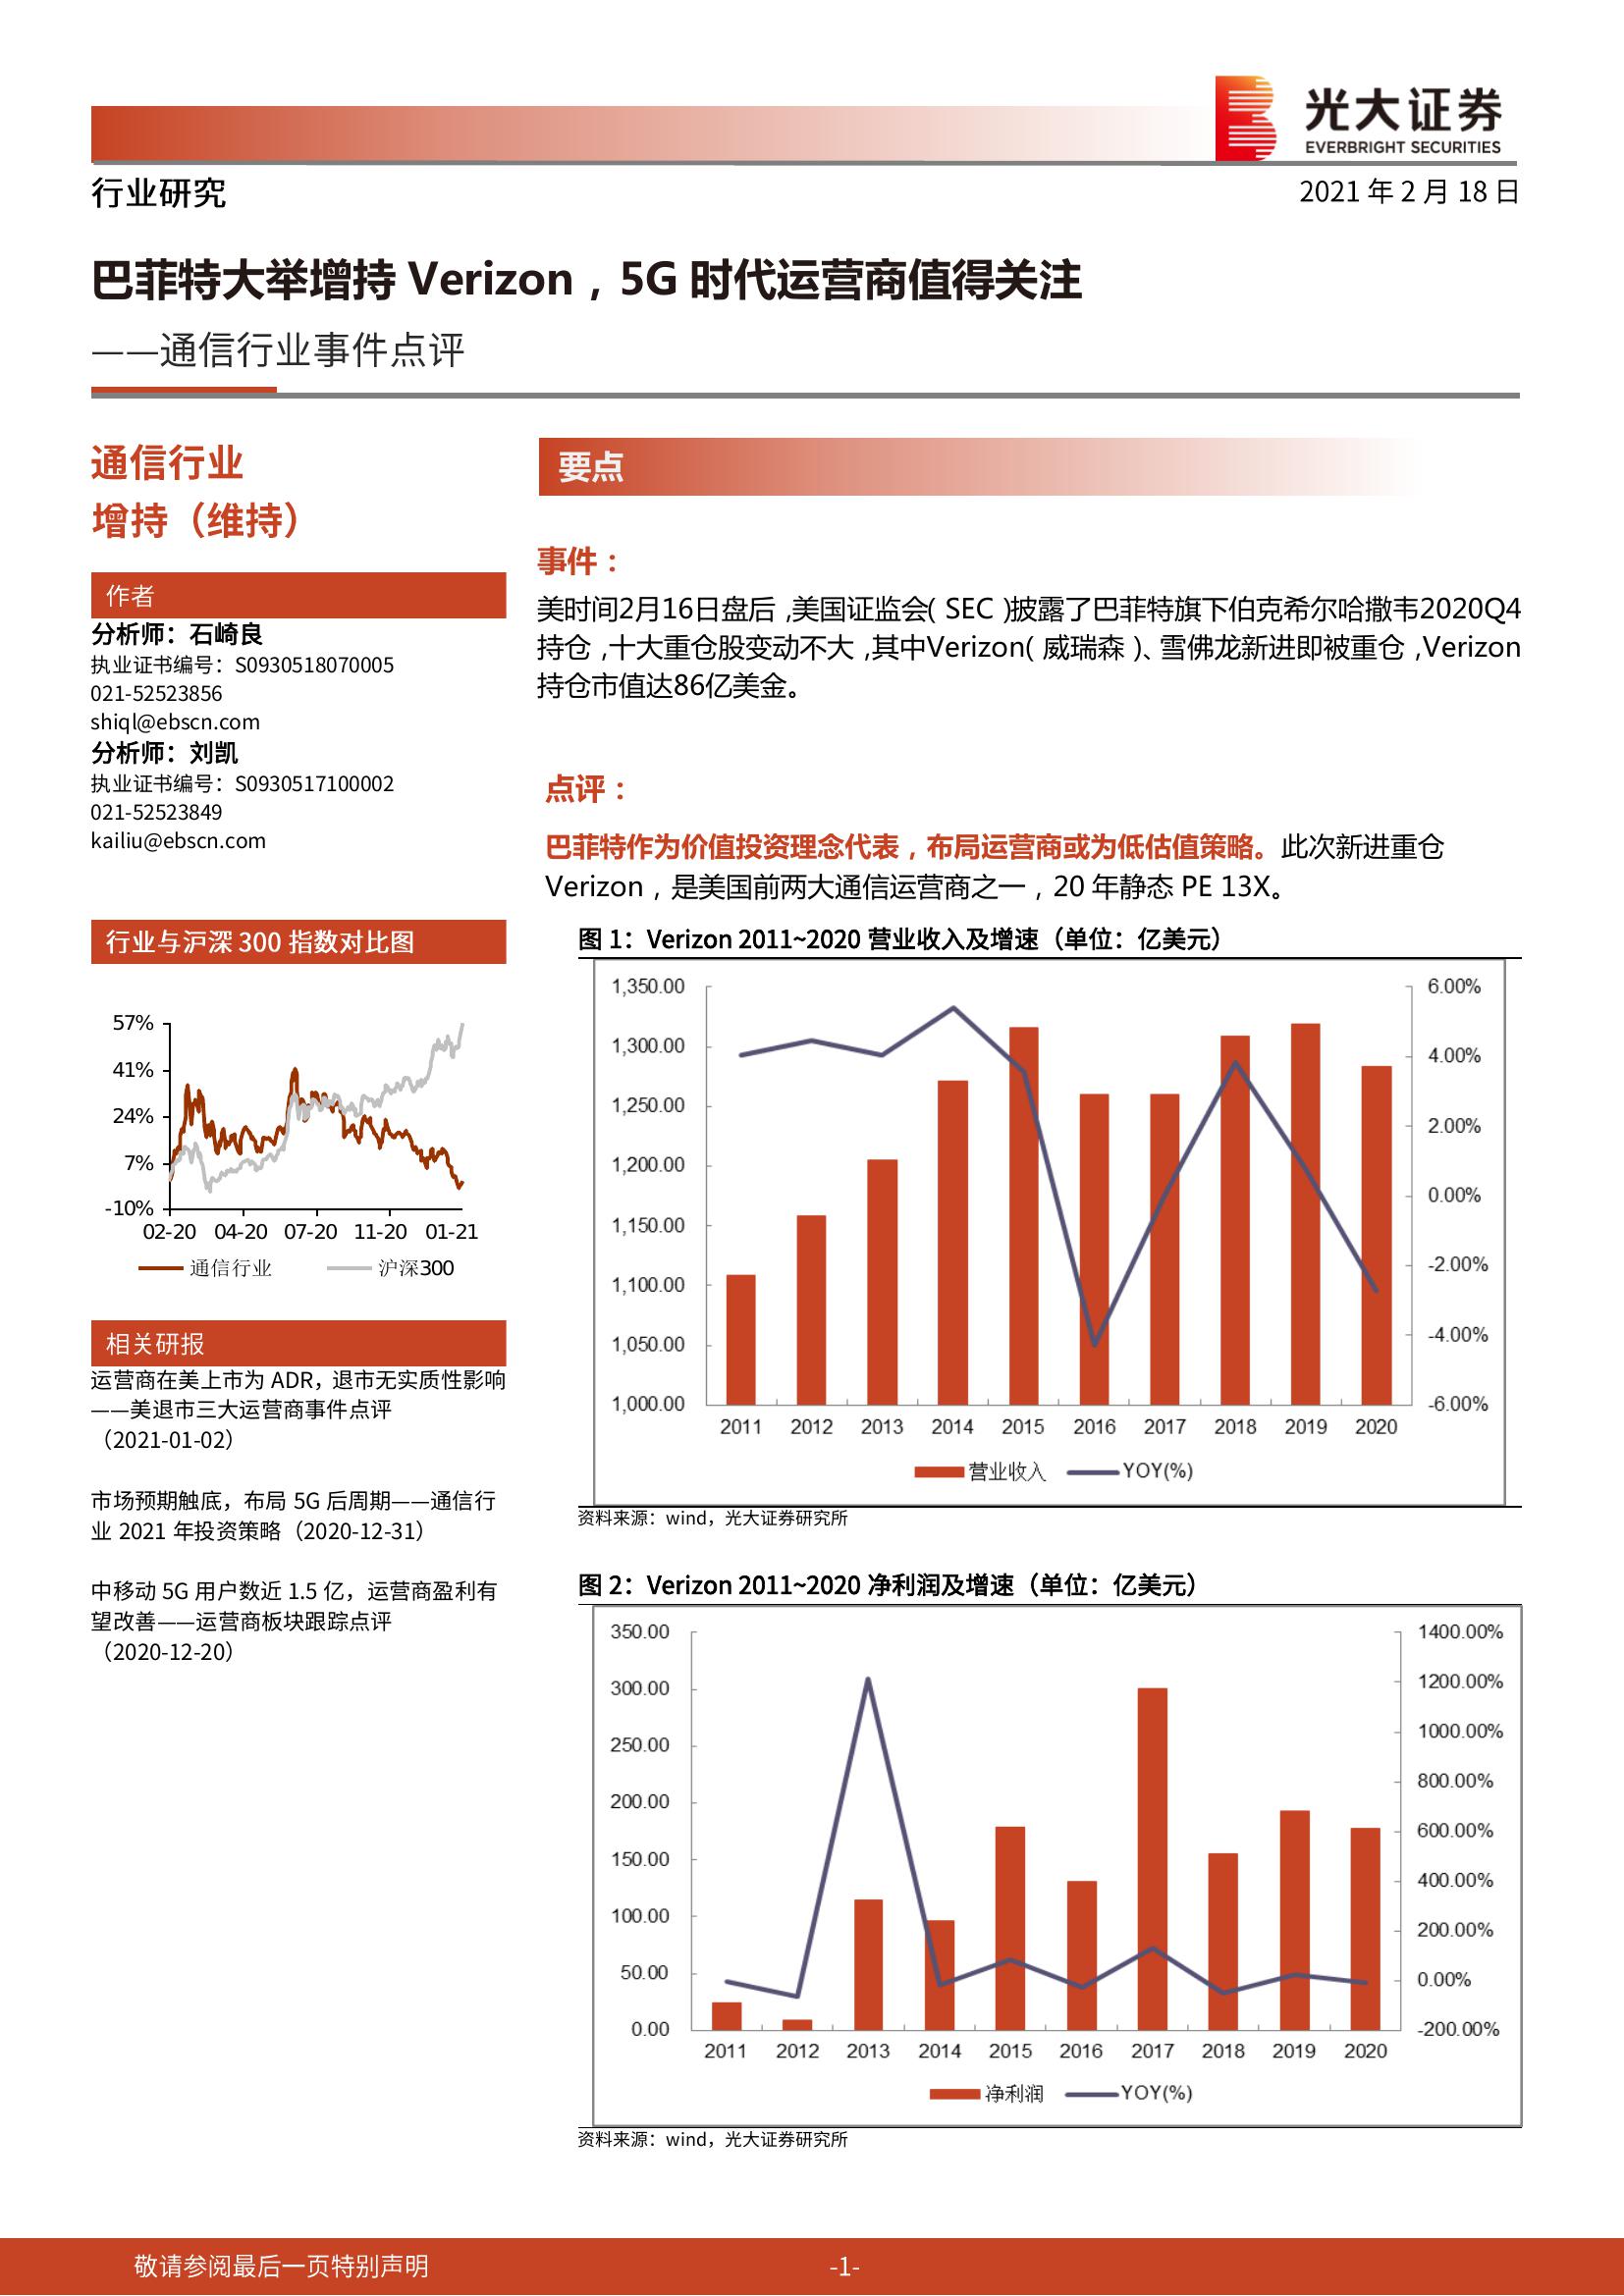 光大证券
EVERBRIGHT SECURITIES
行业研究
2021 年 2 月 18 日
巴菲特大举增持 Verizon，5G 时代运营商值得关注
——通信行业事件点评
通信行业
增持（维持）
作者
分析师：石崎良
执业证书编号：S0930518070005
021-52523856
shiql@ebscn.com
分析师：刘凯
执业证书编号：S0930517100002
021-52523849
kailiu@ebscn.com
行业与沪深 300 指数对比图
57%
41%
24%
7%
-10%
02-20 04-20 07-20 11-20 01-21
通信行业 沪深300
相关研报
运营商在美上市为 ADR，退市无实质性影响
——美退市三大运营商事件点评
（2021-01-02）
市场预期触底，布局 5G 后周期——通信行
业 2021 年投资策略（2020-12-31）
中移动 5G 用户数近 1.5 亿，运营商盈利有
望改善——运营商板块跟踪点评
（2020-12-20）
要点
事件：
美时间2月16日盘后，美国证监会（SEC）披露了巴菲特旗下伯克希尔哈撒韦2020Q4
持仓，十大重仓股变动不大，其中Verizon（威瑞森）、雪佛龙新进即被重仓，Verizon
持仓市值达86亿美金。
点评：
巴菲特作为价值投资理念代表，布局运营商或为低估值策略。此次新进重仓
Verizon，是美国前两大通信运营商之一，20 年静态 PE 13X。
图 1：Verizon 2011~2020 营业收入及增速（单位：亿美元）
1,350.00 6.00%
1,300.00 4.00%
1,250.00 2.00%
1,200.00 0.00%
1,150.00 -2.00%
1,100.00 -4.00%
1,050.00 -6.00%
1,000.00
2011 2012 2013 2014 2015 2016 2017 2018 2019 2020
营业收入 YOY(%)
资料来源：wind，光大证券研究所
图 2：Verizon 2011~2020 净利润及增速（单位：亿美元）
350.00 1400.00%
300.00 1200.00%
250.00 1000.00%
200.00 800.00%
150.00 600.00%
100.00 400.00%
50.00 200.00%
0.00 0.00%
-200.00%
2011 2012 2013 2014 2015 2016 2017 2018 2019 2020
净利润 YOY(%)
资料来源：wind，光大证券研究所
敬请参阅最后一页特别声明 -1-